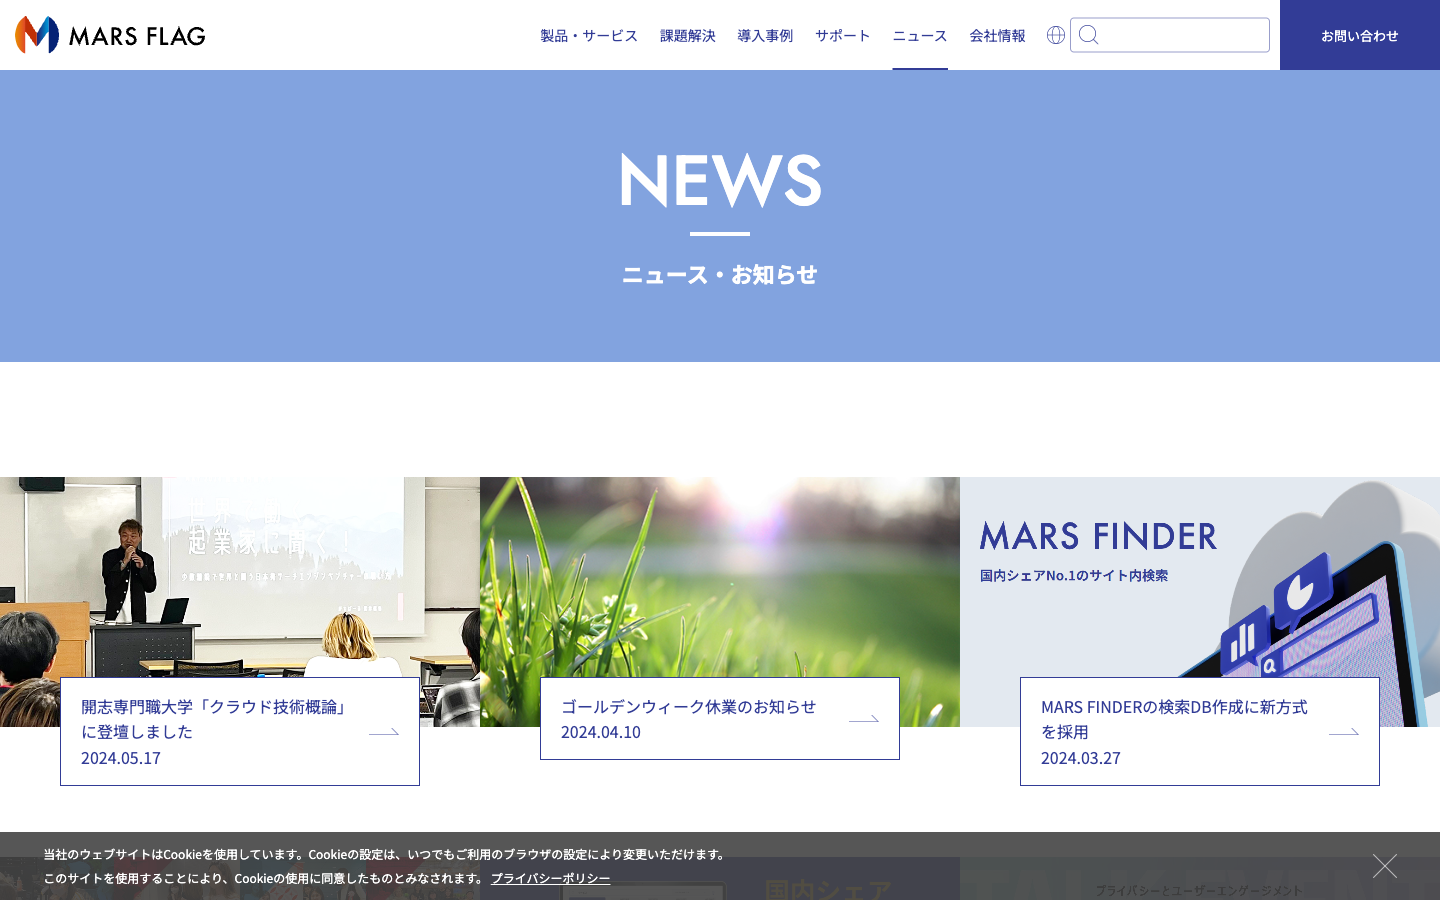 MARS FLAG
製品・サービス
課題解決
導入事例
サポート
ニュース
会社情報
お問い合わせ
NEWS
ニュース・お知らせ
起業家に聞く！
MARS FINDER
国内シェアNo.1のサイト内検索
開志専門職大学「クラウド技術概論」
に登壇しました
2024.05.17
ゴールデンウィーク休業のお知らせ
2024.04.10
MARS FINDERの検索DB作成に新方式
を採用
2024.03.27
当社のウェブサイトはCookieを使用しています。Cookieの設定は、いつでもご利用のブラウザの設定により変更いただけます。
このサイトを使用することにより、Cookieの使用に同意したものとみなされます。 プライバシーポリシー
国内シェア
プライバシーとユーザーエンゲージメント